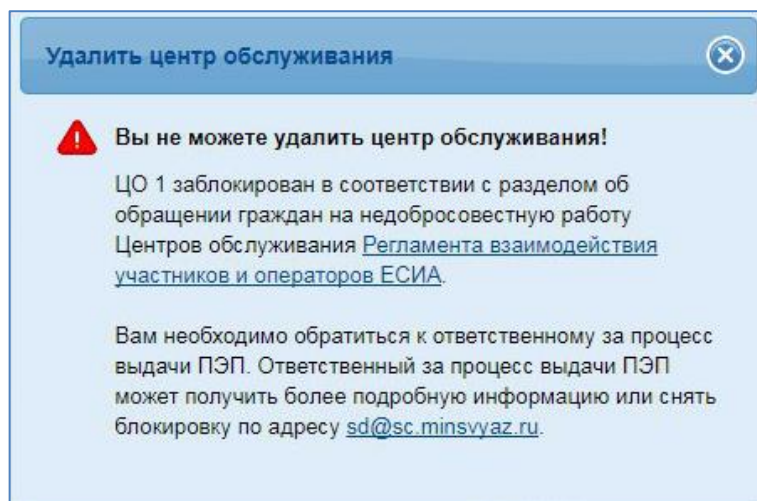 Удалить центр обслуживания
Вы не можете удалить центр обслуживания!
ЦО 1 заблокирован в соответствии с разделом об
обращении граждан на недобросовестную работу
Центров обслуживания Регламента взаимодействия
участников и операторов ЕСИА.
Вам необходимо обратиться к ответственному за процесс
выдачи ПЭП. Ответственный за процесс выдачи ПЭП
может получить более подробную информацию или снять
блокировку по адресу sd@sc.minsvyaz.ru.